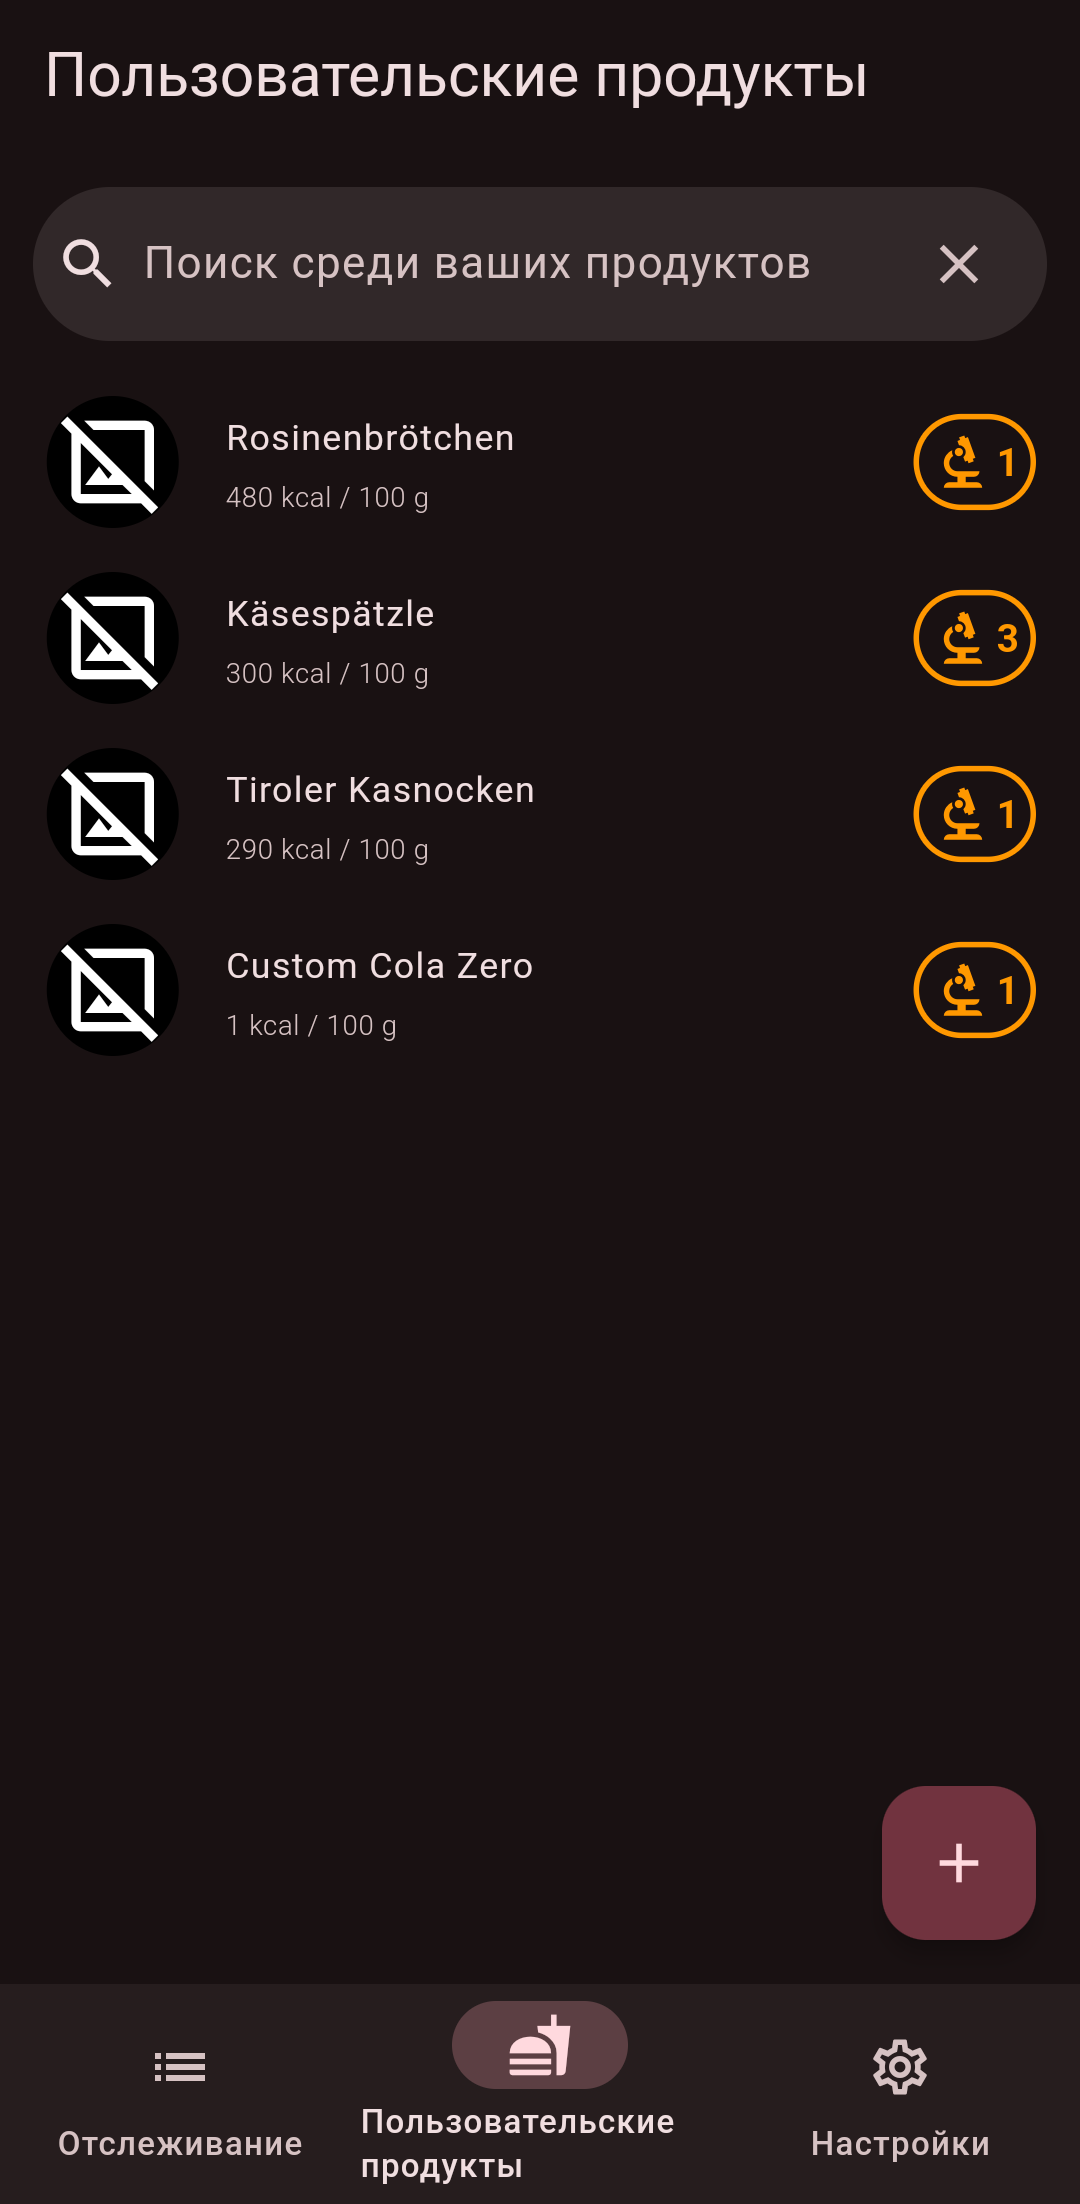 Пользовательские продукты
Поиск среди ваших продуктов
Rosinenbrötchen
480 kcal / 100 g
1
Käsespätzle
300 kcal / 100 g
3
Tiroler Kasnocken
290 kcal / 100 g
1
Custom Cola Zero
1 kcal / 100 g
1
Отслеживание
Пользовательские
продукты
Настройки